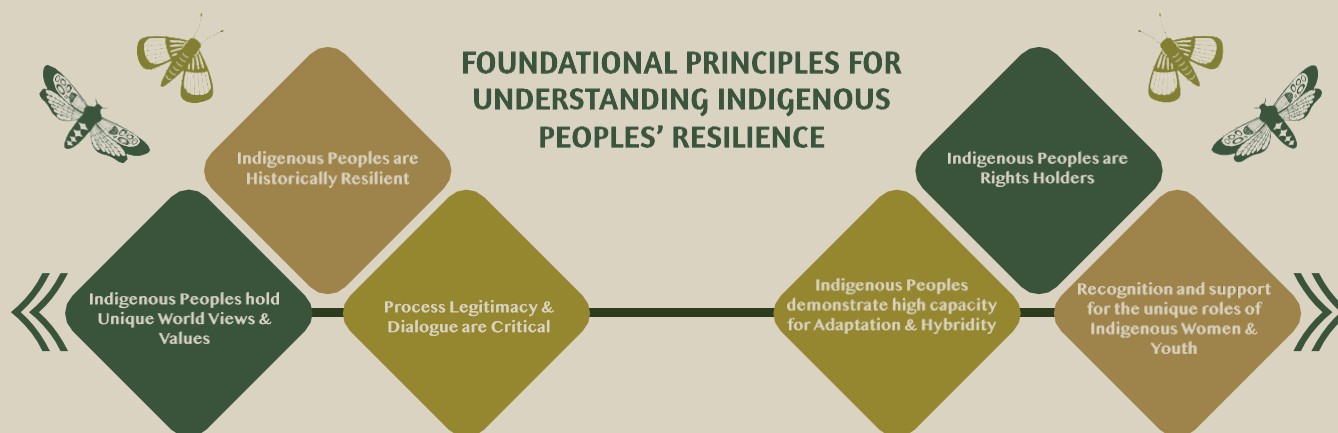 FOUNDATIONAL PRINCIPLES FOR
UNDERSTANDING INDIGENOUS
PEOPLES’ RESILIENCE
Indigenous Peoples are
Historically Resilient
Indigenous Peoples hold
Unique World Views &
Values
Process Legitimacy &
Dialogue are Critical
Indigenous Peoples are
Rights Holders
Indigenous Peoples
demonstrate high capacity
for Adaptation & Hybridity
Recognition and support
for the unique roles of
Indigenous Women &
Youth